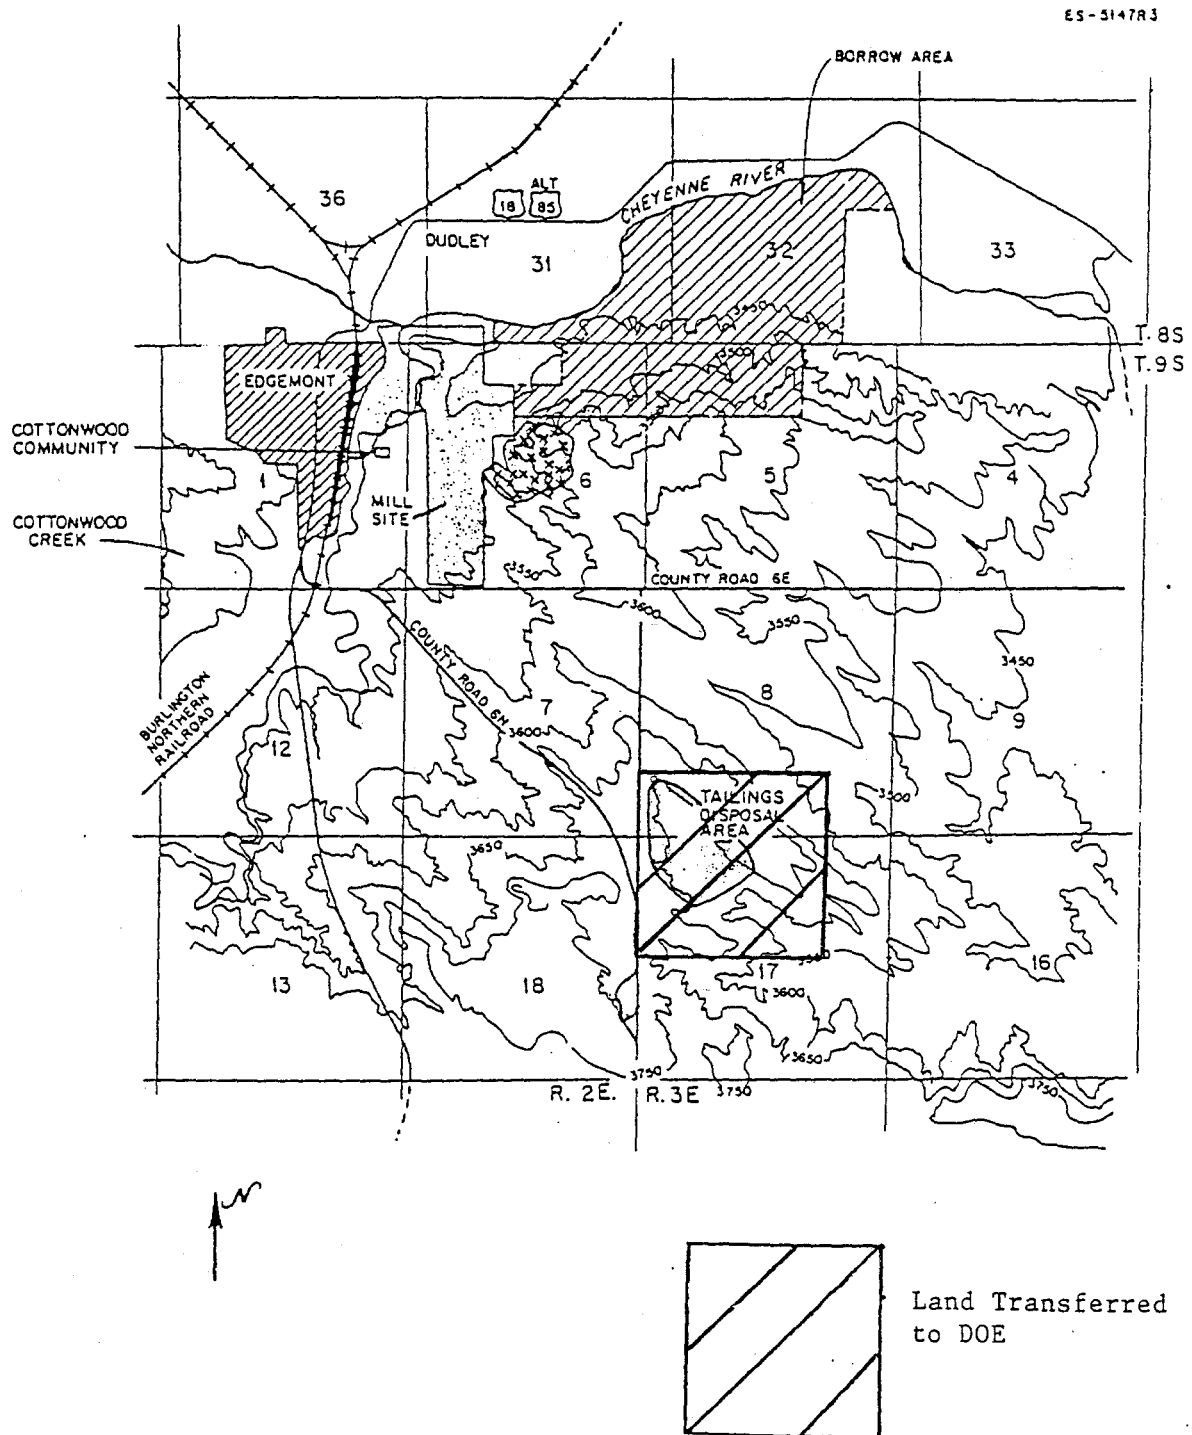 ES-5147R3
BORROW AREA
36
ALT
18
85
CHEYENNE RIVER
DUDLEY
31
32
33
3450
T. 8S
3500
T. 9S
EDGEMONT
COTTONWOOD
COMMUNITY
1
6
5
4
MILL
SITE
COTTONWOOD
CREEK
3550
COUNTY ROAD 6E
3600
3550
COUNTY ROAD 6N
3450
BURLINGTON
NORTHERN
RAILROAD
7
8
9
3600
12
TAILINGS
DISPOSAL
AREA
3500
3650
13
18
17
16
3600
3650
3750
3750
3750
R. 2E.
R. 3E
N
Land Transferred
to DOE